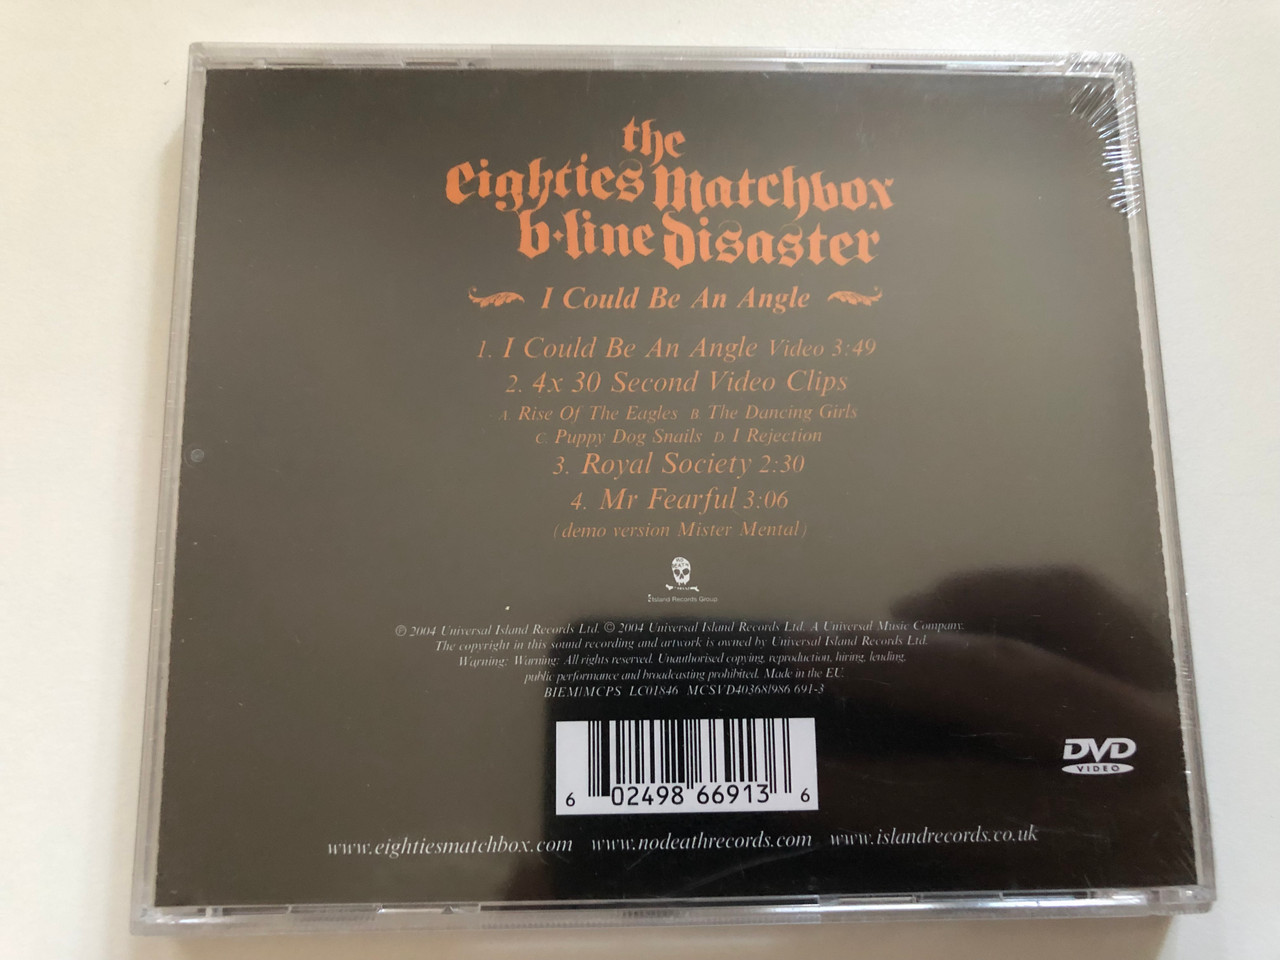 the
Eighties Matchbox
b·line Disaster
I Could Be An Angle
1. I Could Be An Angle Video 3:49
2. 4x 30 Second Video Clips
A. Rise Of The Eagles B. The Dancing Girls
C. Puppy Dog Snails D. I Rejection
3. Royal Society 2:30
4. Mr Fearful 3:06
(demo version Mister Mental)
NO DEATH
Island Records Group
℗ 2004 Universal Island Records Ltd. © 2004 Universal Island Records Ltd. A Universal Music Company.
The copyright in this sound recording and artwork is owned by Universal Island Records Ltd.
Warning: Warning: All rights reserved. Unauthorised copying, reproduction, hiring, lending,
public performance and broadcasting prohibited. Made in the EU.
BIEM/MCPS LC01846 MCSVD40368/986 691-3
6 02498 66913 6
DVD
VIDEO
www.eightiesmatchbox.com www.nodeathrecords.com www.islandrecords.co.uk